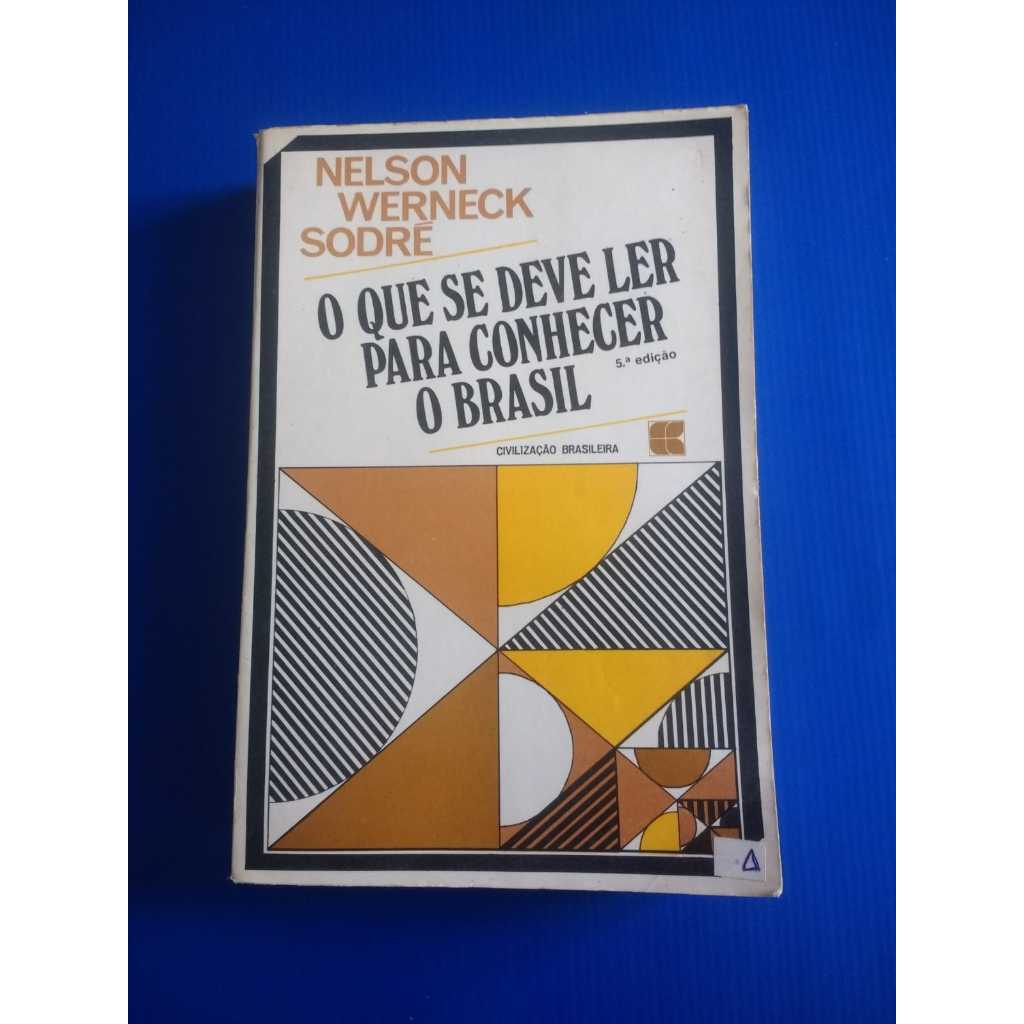 NELSON
WERNECK
SODRÉ
O QUE SE DEVE LER
PARA CONHECER
5.ª edição
O BRASIL
CIVILIZAÇÃO BRASILEIRA